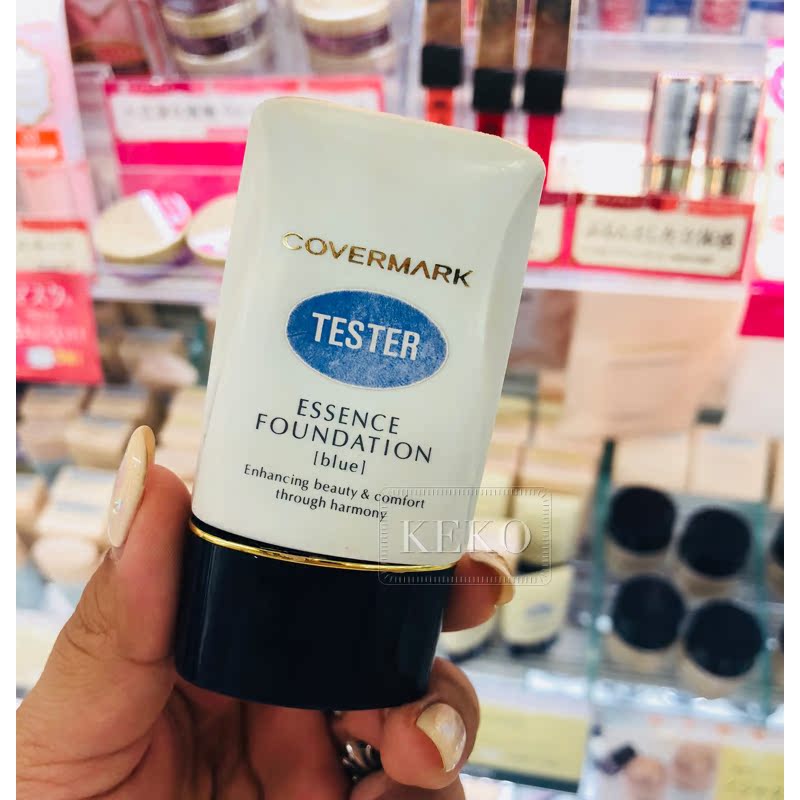 COVERMARK
TESTER
ESSENCE
FOUNDATION
[blue]
Enhancing beauty & comfort
through harmony
KEKO